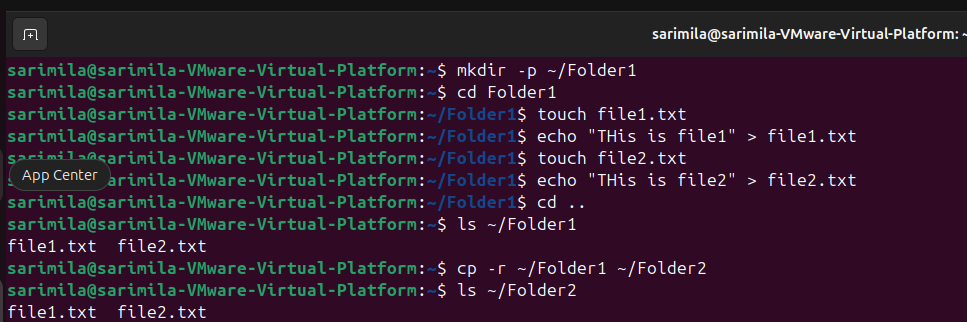 sarimila@sarimila-VMware-Virtual-Platform: ~
sarimila@sarimila-VMware-Virtual-Platform:~$ mkdir -p ~/Folder1
sarimila@sarimila-VMware-Virtual-Platform:~$ cd Folder1
sarimila@sarimila-VMware-Virtual-Platform:~/Folder1$ touch file1.txt
sarimila@sarimila-VMware-Virtual-Platform:~/Folder1$ echo "THis is file1" > file1.txt
sarimila@sarimila-VMware-Virtual-Platform:~/Folder1$ touch file2.txt
App Center
sarimila@sarimila-VMware-Virtual-Platform:~/Folder1$ echo "THis is file2" > file2.txt
sarimila@sarimila-VMware-Virtual-Platform:~/Folder1$ cd ..
sarimila@sarimila-VMware-Virtual-Platform:~$ ls ~/Folder1
file1.txt  file2.txt
sarimila@sarimila-VMware-Virtual-Platform:~$ cp -r ~/Folder1 ~/Folder2
sarimila@sarimila-VMware-Virtual-Platform:~$ ls ~/Folder2
file1.txt  file2.txt